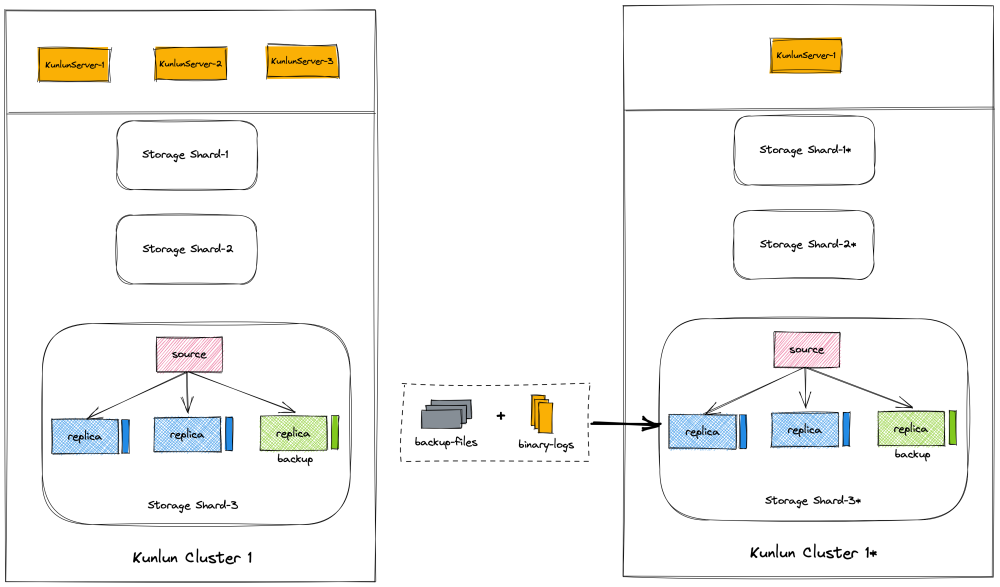 KunlunServer-1
KunlunServer-2
KunlunServer-3
Storage Shard-1
Storage Shard-2
source
replica
replica
replica
backup
Storage Shard-3
Kunlun Cluster 1
backup-files
+
binary-logs
KunlunServer-1
Storage Shard-1*
Storage Shard-2*
source
replica
replica
replica
backup
Storage Shard-3*
Kunlun Cluster 1*